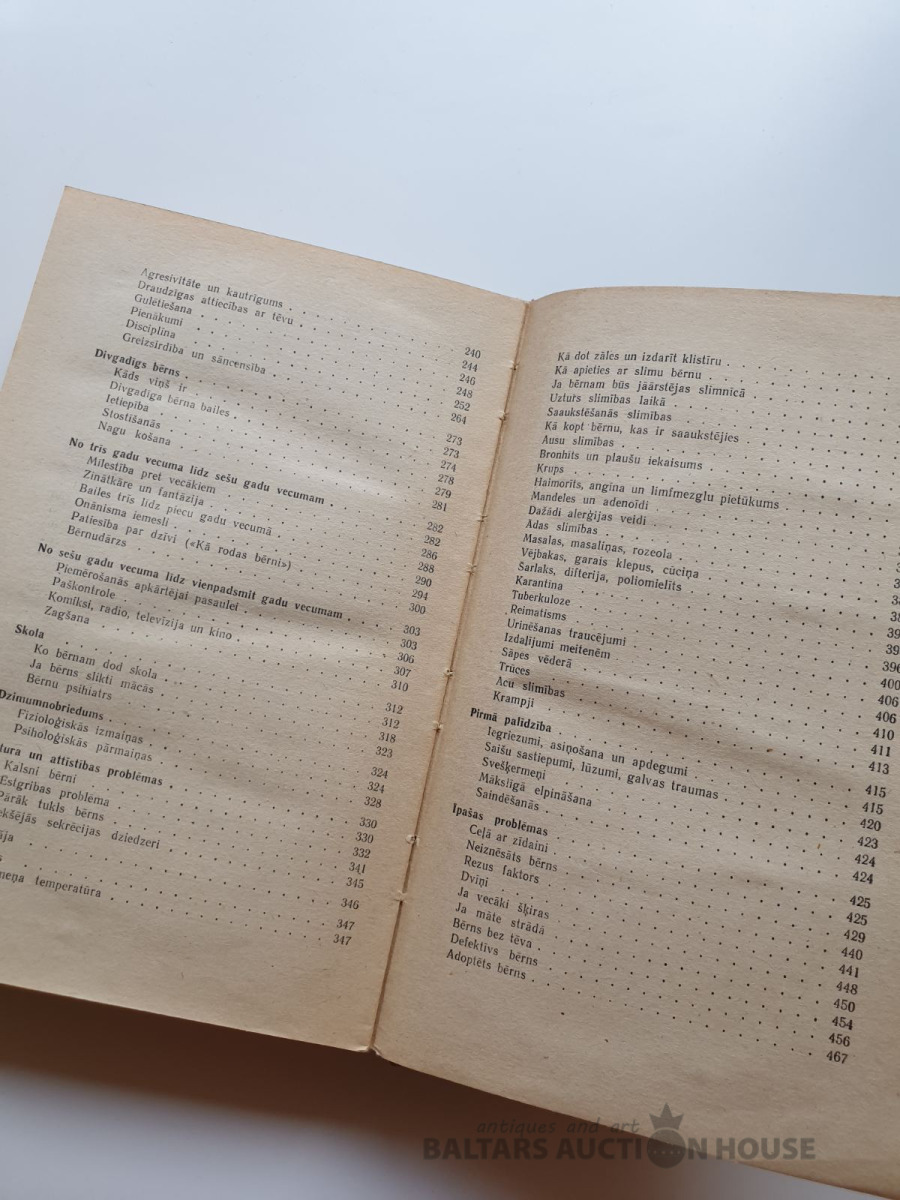 Agresivitāte un kautrīgums 240
Draudzīgas attiecības ar tēvu 244
Gulētiešana 246
Pienākumi 248
Disciplīna 252
Greizsirdība un sāncensība 264
Divgadīgs bērns 273
Kāds viņš ir 273
Divgadīga bērna bailes 274
Ietiepība 278
Stostīšanās 279
Nagu košana 281
No trīs gadu vecuma līdz sešu gadu vecumam 282
Mīlestība pret vecākiem 282
Zinātkāre un fantāzija 286
Bailes trīs līdz piecu gadu vecumā 288
Onānisma iemesli 290
Patiesība par dzīvi («Kā rodas bērni») 294
Bērnudārzs 300
No sešu gadu vecuma līdz vienpadsmit gadu vecumam 303
Piemērošanās apkārtējai pasaulei 303
Paškontrole 306
Komiksi, radio, televīzija un kino 307
Zagšana 310
Skola 312
Ko bērnam dod skola 312
Ja bērns slikti mācās 318
Bērnu psihiatrs 323
Dzimumnobriedums 324
Fizioloģiskās izmaiņas 324
Psiholoģiskās pārmaiņas 328
tura un attīstības problēmas 330
Kalsni bērni 330
Ēstgribas problēma 332
Pārāk tukls bērns 341
ekšējās sekrēcijas dziedzeri 345
āja 346
s 347
meņa temperatūra 347
Kā dot zāles un izdarīt klistīru
Kā apieties ar slimu bērnu
Ja bērnam būs jāārstējas slimnīcā
Uzturs slimības laikā
Saaukstēšanās slimības
Kā kopt bērnu, kas ir saaukstējies
Ausu slimības
Bronhīts un plaušu iekaisums
Krups
Haimorīts, angīna un limfmezglu pietūkums
Mandeles un adenoīdi
Dažādi alerģijas veidi
Ādas slimības
Masalas, masaliņas, rozeola
Vējbakas, garais klepus, cūciņa
Šarlaks, difterija, poliomielīts
Karantīna
Tuberkuloze 39
Reimatisms 396
Urinēšanas traucējumi 400
Izdalījumi meitenēm 406
Sāpes vēderā 406
Trūces 410
Acu slimības 411
Krampji 413
Pirmā palīdzība 415
Iegriezumi, asiņošana un apdegumi 415
Saišu sastiepumi, lūzumi, galvas traumas 420
Svešķermeņi 423
Mākslīgā elpināšana 424
Saindēšanās 424
Īpašas problēmas 425
Ceļā ar zīdaini 425
Neiznēsāts bērns 429
Rezus faktors 440
Dvīņi 441
Ja vecāki šķiras 448
Ja māte strādā 450
Bērns bez tēva 454
Defektīvs bērns 456
Adoptēts bērns 467
antiques and art
BALTARS AUCTION HOUSE